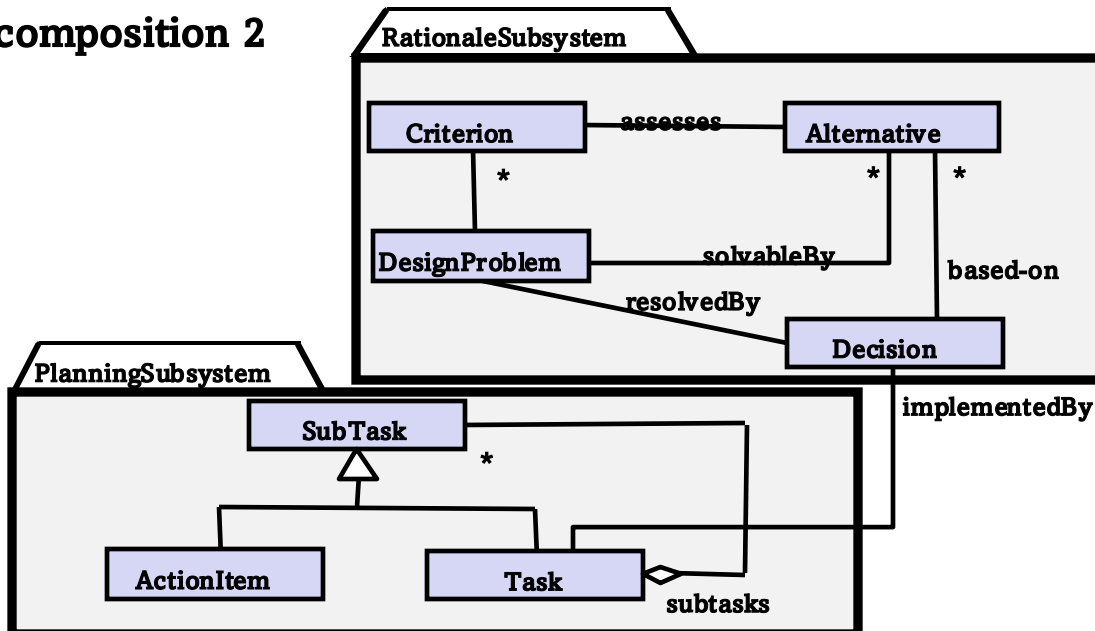 composition 2
RationaleSubsystem
Criterion
assesses
Alternative
*
*
*
DesignProblem
solvableBy
based-on
resolvedBy
Decision
PlanningSubsystem
implementedBy
SubTask
*
ActionItem
Task
subtasks